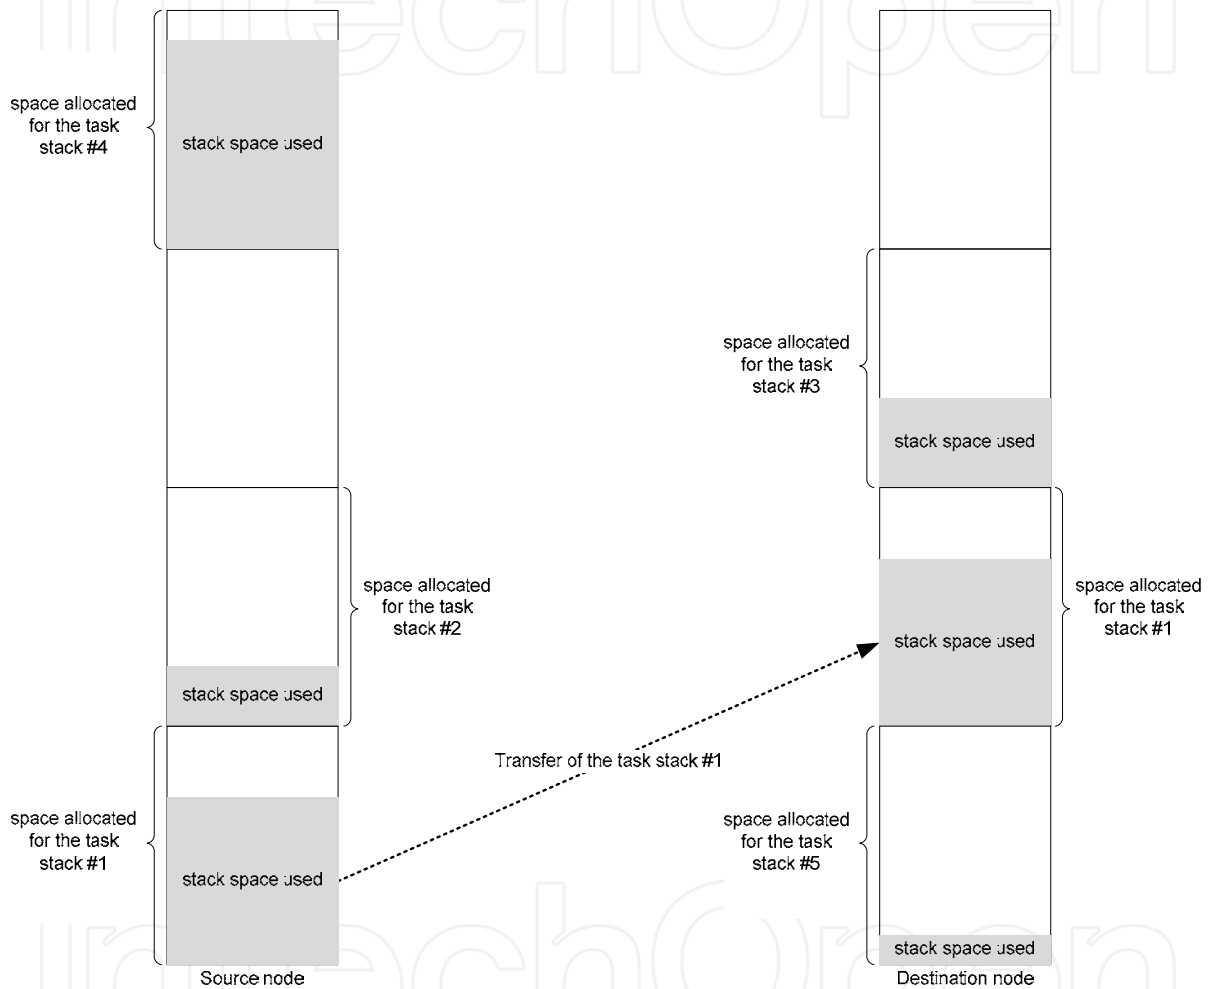 IntechOpen
space allocated
for the task
stack #4
stack space used
space allocated
for the task
stack #3
stack space used
space allocated
for the task
stack #2
stack space used
space allocated
for the task
stack #1
stack space used
Transfer of the task stack #1
space allocated
for the task
stack #1
stack space used
space allocated
for the task
stack #5
stack space used
IntechOpen
Source node
Destination node